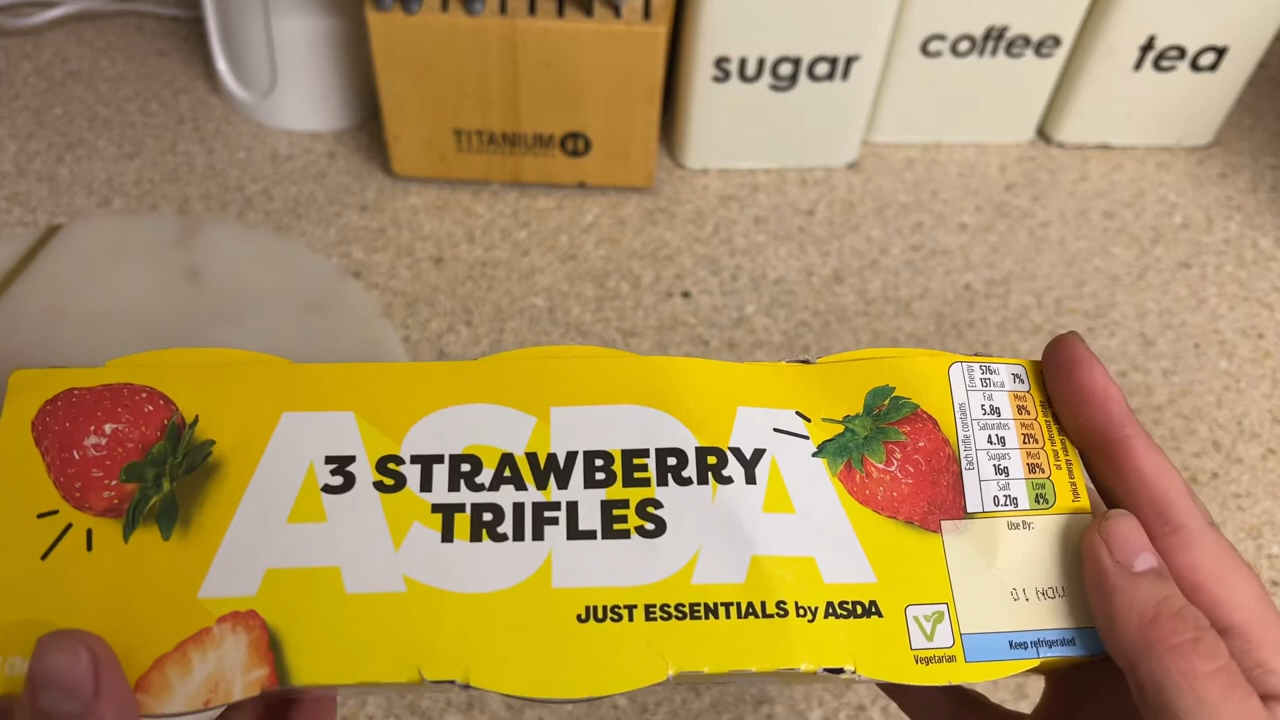 TITANIUM
sugar
coffee
tea
ASDA
3 STRAWBERRY
TRIFLES
JUST ESSENTIALS by ASDA
Vegetarian
Each trifle contains
Energy
576kJ
137kcal
7%
Fat
5.8g
Med
8%
Saturates
4.1g
Med
21%
Sugars
16g
Med
18%
Salt
0.21g
Low
4%
of your reference intake
Typical energy values
Use By:
01 NOV
Keep refrigerated